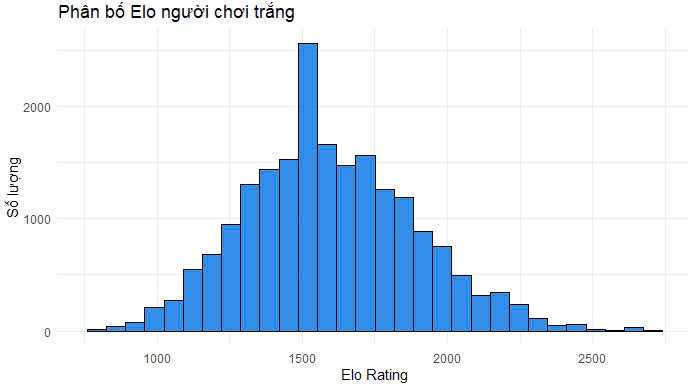 Phân bố Elo người chơi trắng
Số lượng
2000
1000
0
1000
1500
2000
2500
Elo Rating